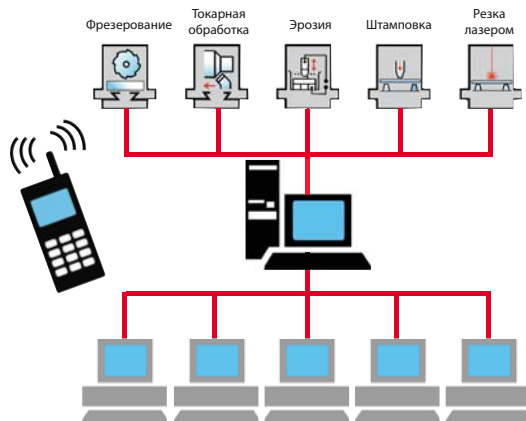 Фрезерование
Токарная
обработка
Эрозия
Штамповка
Резка
лазером